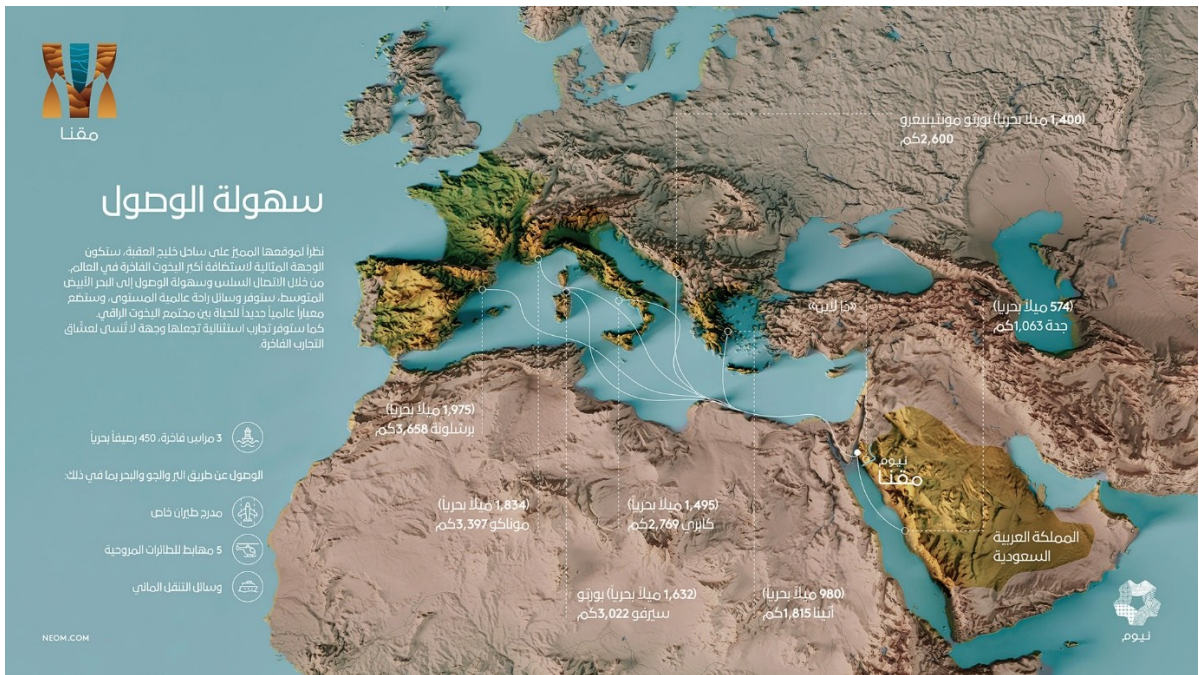 مقنا
سهولة الوصول
نظراً لموقعها المميز على ساحل خليج العقبة، ستكون
الوجهة المثالية لاستضافة أكبر اليخوت الفاخرة في العالم.
من خلال الاتصال السلس وسهولة الوصول إلى البحر الأبيض
المتوسط، ستوفر وسائل راحة عالمية المستوى، وستضع
معياراً عالمياً جديداً للحياة بين مجتمع اليخوت الراقي.
كما ستوفر تجارب استثنائية تجعلها وجهة لا تُنسى لعشّاق
التجارب الفاخرة.
3 مراسٍ فاخرة، 450 رصيفاً بحرياً
الوصول عن طريق البر والجو والبحر بما في ذلك:
مدرج طيران خاص
5 مهابط للطائرات المروحية
وسائل التنقل المائي
NEOM.COM
(1,400 ميلاً بحرياً) بورتو مونتينيغرو
2,600كم
«ذا لاين»
(574 ميلاً بحرياً)
جدة 1,063كم
(1,975 ميلاً بحرياً)
برشلونة 3,658كم
(1,834 ميلاً بحرياً)
موناكو 3,397كم
(1,495 ميلاً بحرياً)
كابري 2,769كم
(1,632 ميلاً بحرياً) بورتو
سيرفو 3,022كم
(980 ميلاً بحرياً)
أثينا 1,815كم
نيوم
مقنا
المملكة العربية
السعودية
نيوم